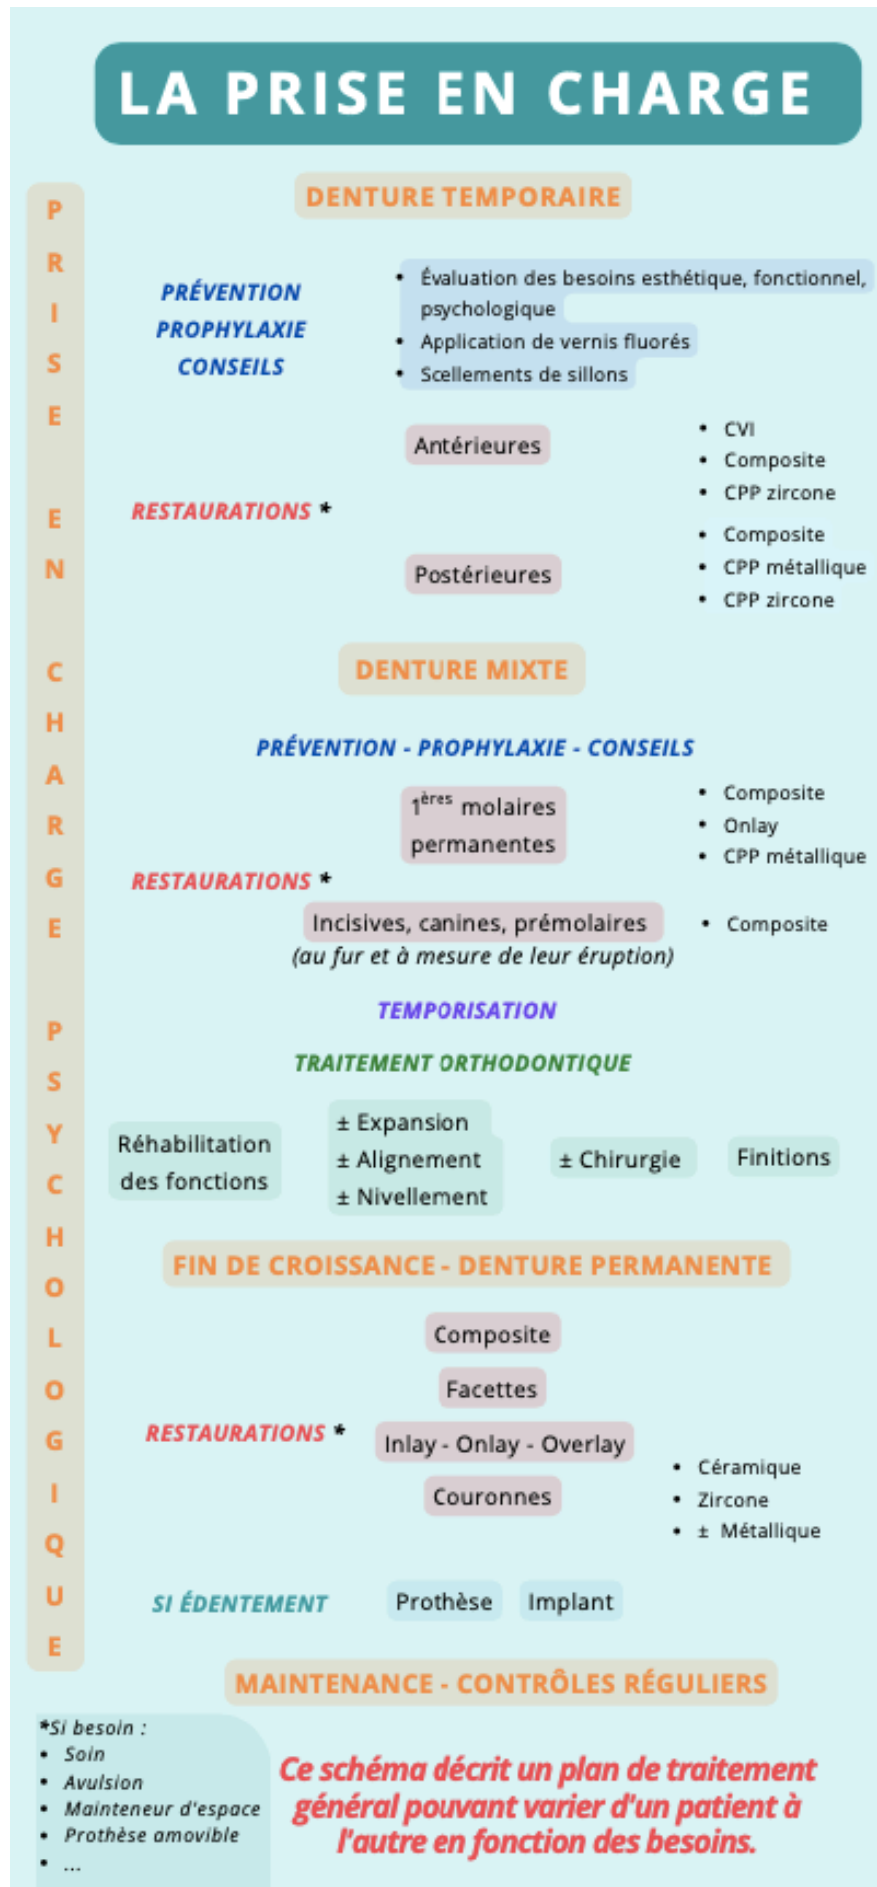 LA PRISE EN CHARGE
PRISE EN CHARGE PSYCHOLOGIQUE
DENTURE TEMPORAIRE
PRÉVENTION
PROPHYLAXIE
CONSEILS
• Évaluation des besoins esthétique, fonctionnel,
psychologique
• Application de vernis fluorés
• Scellements de sillons
RESTAURATIONS *
Antérieures
• CVI
• Composite
• CPP zircone
Postérieures
• Composite
• CPP métallique
• CPP zircone
DENTURE MIXTE
PRÉVENTION - PROPHYLAXIE - CONSEILS
RESTAURATIONS *
1ères molaires
permanentes
• Composite
• Onlay
• CPP métallique
Incisives, canines, prémolaires
(au fur et à mesure de leur éruption)
• Composite
TEMPORISATION
TRAITEMENT ORTHODONTIQUE
Réhabilitation
des fonctions
± Expansion
± Alignement
± Nivellement
± Chirurgie
Finitions
FIN DE CROISSANCE - DENTURE PERMANENTE
RESTAURATIONS *
Composite
Facettes
Inlay - Onlay - Overlay
Couronnes
• Céramique
• Zircone
• ± Métallique
SI ÉDENTEMENT
Prothèse
Implant
MAINTENANCE - CONTRÔLES RÉGULIERS
*Si besoin :
• Soin
• Avulsion
• Mainteneur d'espace
• Prothèse amovible
• ...
Ce schéma décrit un plan de traitement
général pouvant varier d'un patient à
l'autre en fonction des besoins.